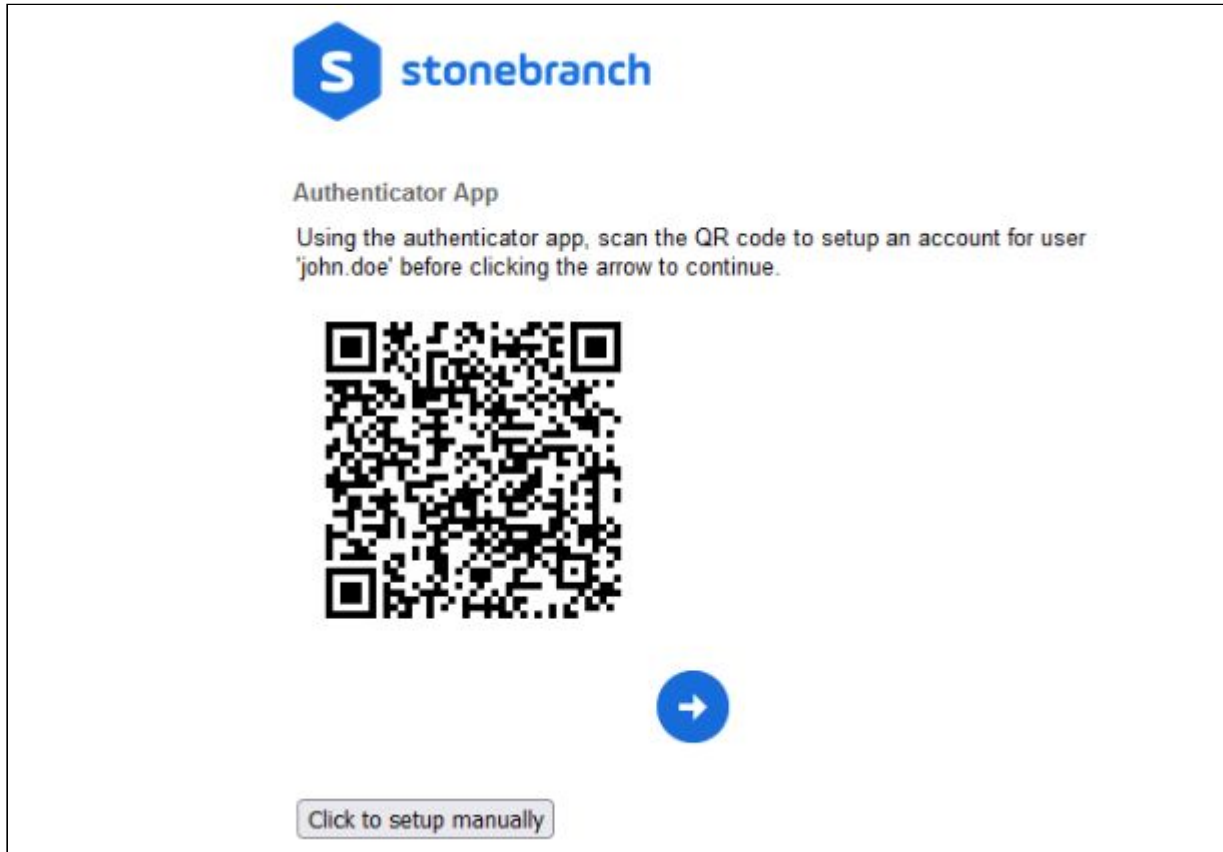 S stonebranch
Authenticator App
Using the authenticator app, scan the QR code to setup an account for user
'john.doe' before clicking the arrow to continue.
Click to setup manually